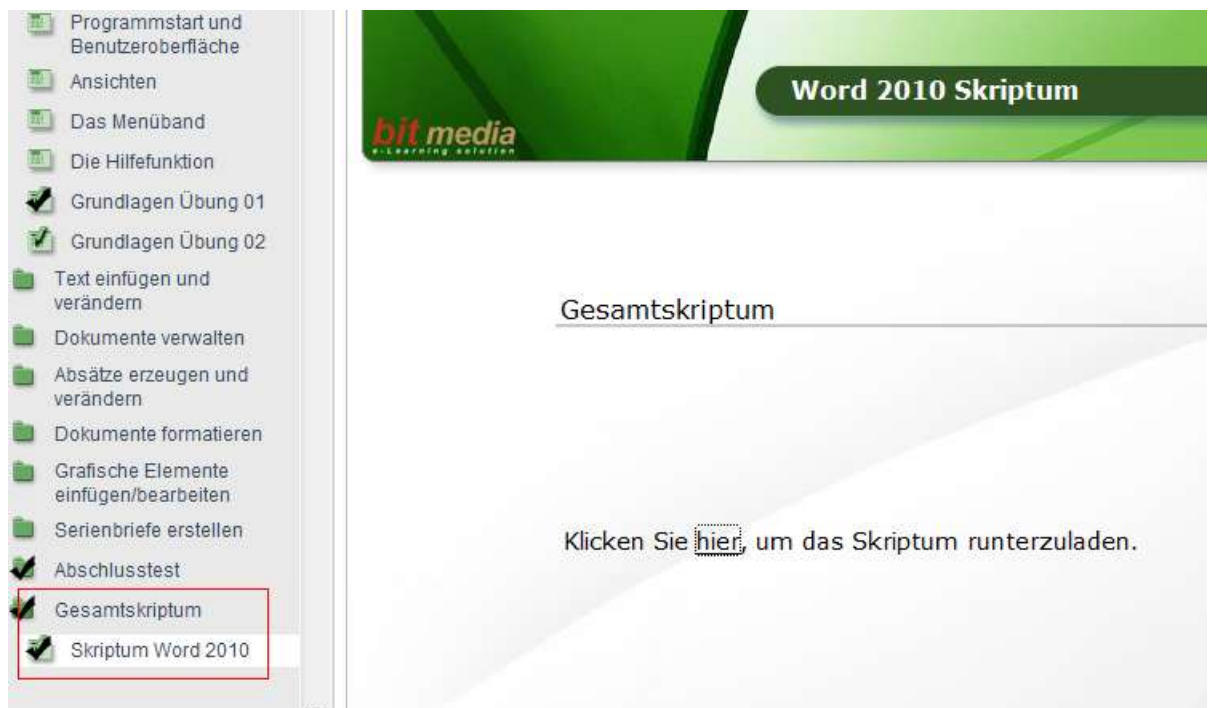 Programmstart und
Benutzeroberfläche
Ansichten
Das Menüband
Die Hilfefunktion
Grundlagen Übung 01
Grundlagen Übung 02
Text einfügen und
verändern
Dokumente verwalten
Absätze erzeugen und
verändern
Dokumente formatieren
Grafische Elemente
einfügen/bearbeiten
Serienbriefe erstellen
Abschlusstest
Gesamtskriptum
Skriptum Word 2010
bit media
e-Learning solution
Word 2010 Skriptum
Gesamtskriptum
Klicken Sie hier, um das Skriptum runterzuladen.